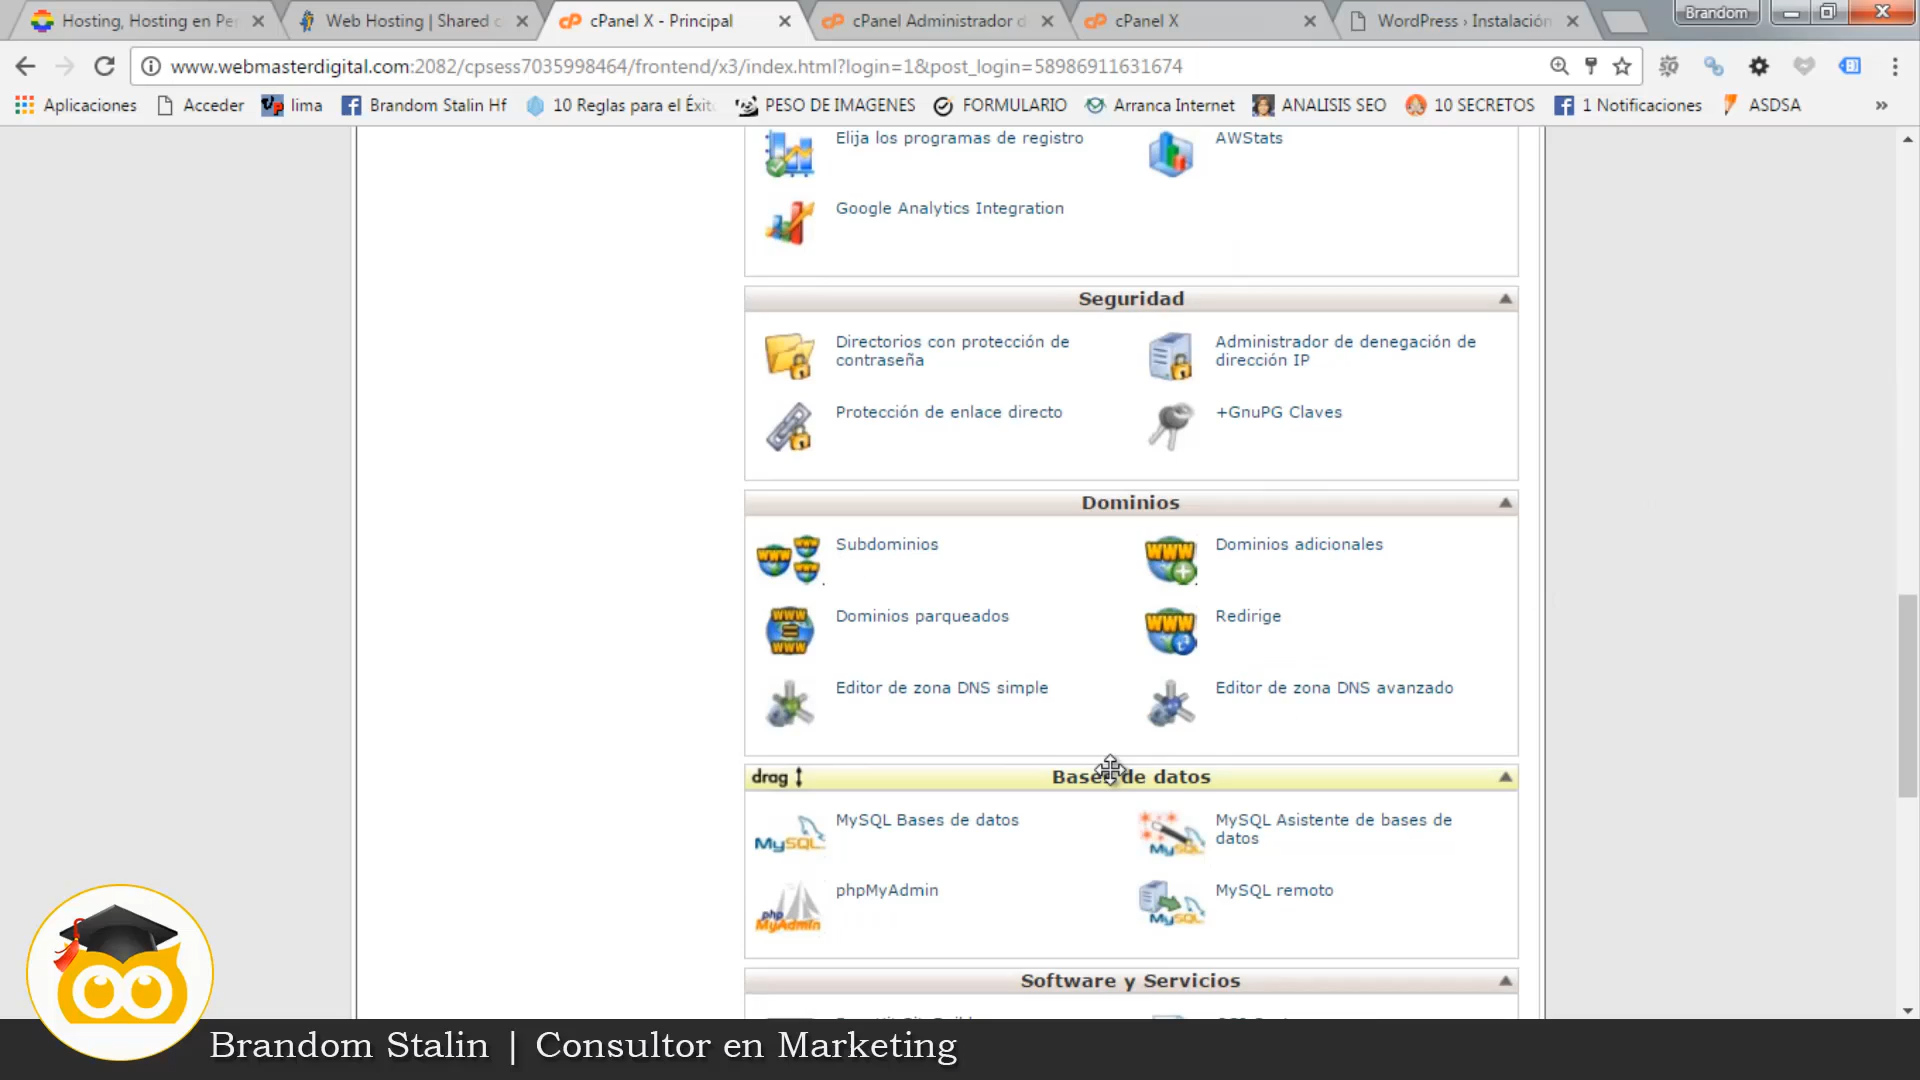 Hosting, Hosting en Per
Web Hosting | Shared c
cPanel X - Principal
cPanel Administrador d
cPanel X
WordPress › Instalación
Brandom
www.webmasterdigital.com:2082/cpsess7035998464/frontend/x3/index.html?login=1&post_login=58986911631674
Aplicaciones
Acceder
lima
Brandom Stalin Hf
10 Reglas para el Éxit
PESO DE IMAGENES
FORMULARIO
Arranca Internet
ANALISIS SEO
10 SECRETOS
1 Notificaciones
ASDSA
»
Elija los programas de registro
AWStats
Google Analytics Integration
Seguridad
Directorios con protección de
contraseña
Administrador de denegación de
dirección IP
Protección de enlace directo
+GnuPG Claves
Dominios
Subdominios
Dominios adicionales
Dominios parqueados
Redirige
Editor de zona DNS simple
Editor de zona DNS avanzado
drag
Bases de datos
MySQL Bases de datos
MySQL Asistente de bases de
datos
phpMyAdmin
MySQL remoto
Software y Servicios
Brandom Stalin | Consultor en Marketing